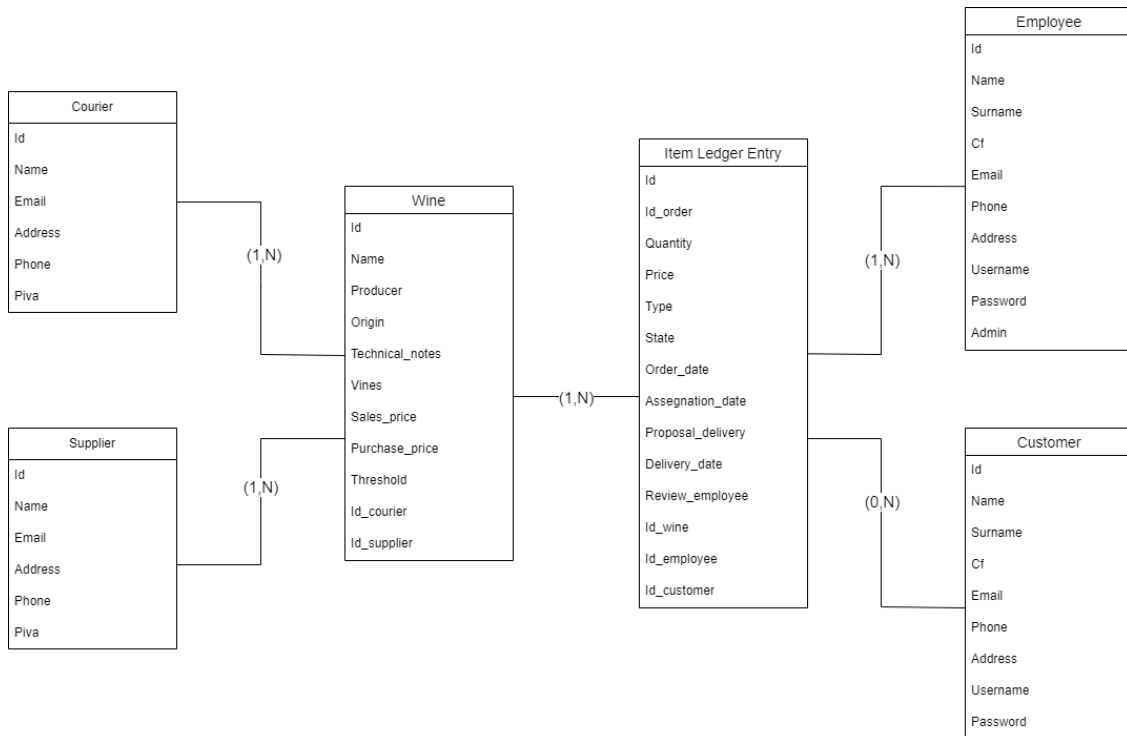 Courier
Id
Name
Email
Address
Phone
Piva
Supplier
Id
Name
Email
Address
Phone
Piva
(1,N)
(1,N)
Wine
Id
Name
Producer
Origin
Technical_notes
Vines
Sales_price
Purchase_price
Threshold
Id_courier
Id_supplier
(1,N)
Item Ledger Entry
Id
Id_order
Quantity
Price
Type
State
Order_date
Assegnation_date
Proposal_delivery
Delivery_date
Review_employee
Id_wine
Id_employee
Id_customer
(1,N)
(0,N)
Employee
Id
Name
Surname
Cf
Email
Phone
Address
Username
Password
Admin
Customer
Id
Name
Surname
Cf
Email
Phone
Address
Username
Password